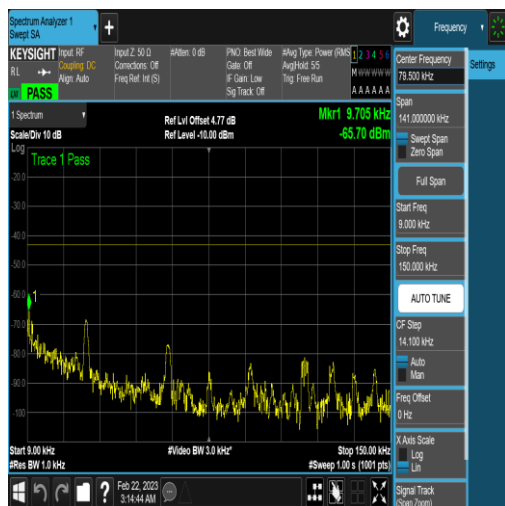 Spectrum Analyzer 1
Swept SA
Frequency
KEYSIGHT
Input: RF
Input Z: 50 Ω
#Atten: 0 dB
PNO: Best Wide
#Avg Type: Power (RMS
1 2 3 4 5 6
RL
Coupling: DC
Corrections: Off
Gate: Off
Avg|Hold: 5/5
M W W W W W
Align: Auto
Freq Ref: Int (S)
IF Gain: Low
Trig: Free Run
Sig Track: Off
A A A A A A
PASS
1 Spectrum
Ref Lvl Offset 4.77 dB
Mkr1 9.705 kHz
Scale/Div 10 dB
Ref Level -10.00 dBm
-65.70 dBm
Log
Trace 1 Pass
-20.0
-30.0
-40.0
-50.0
-60.0
1
-70.0
-80.0
-90.0
-100
Start 9.00 kHz
#Video BW 3.0 kHz*
Stop 150.00 kHz
#Res BW 1.0 kHz
#Sweep 1.00 s (1001 pts)
Feb 22, 2023
3:14:44 AM
?
Center Frequency
79.500 kHz
Settings
Span
141.000000 kHz
Swept Span
Zero Span
Full Span
Start Freq
9.000 kHz
Stop Freq
150.000 kHz
AUTO TUNE
CF Step
14.100 kHz
Auto
Man
Freq Offset
0 Hz
X Axis Scale
Log
Lin
Signal Track
(Span Zoom)